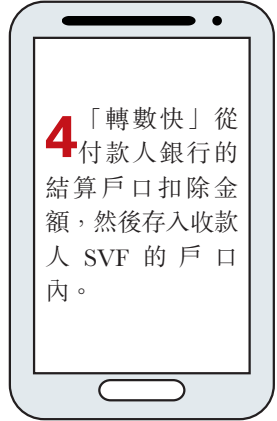 4「轉數快」從
付款人銀行的
結算戶口扣除金
額，然後存入收款
人 SVF 的戶口
內。